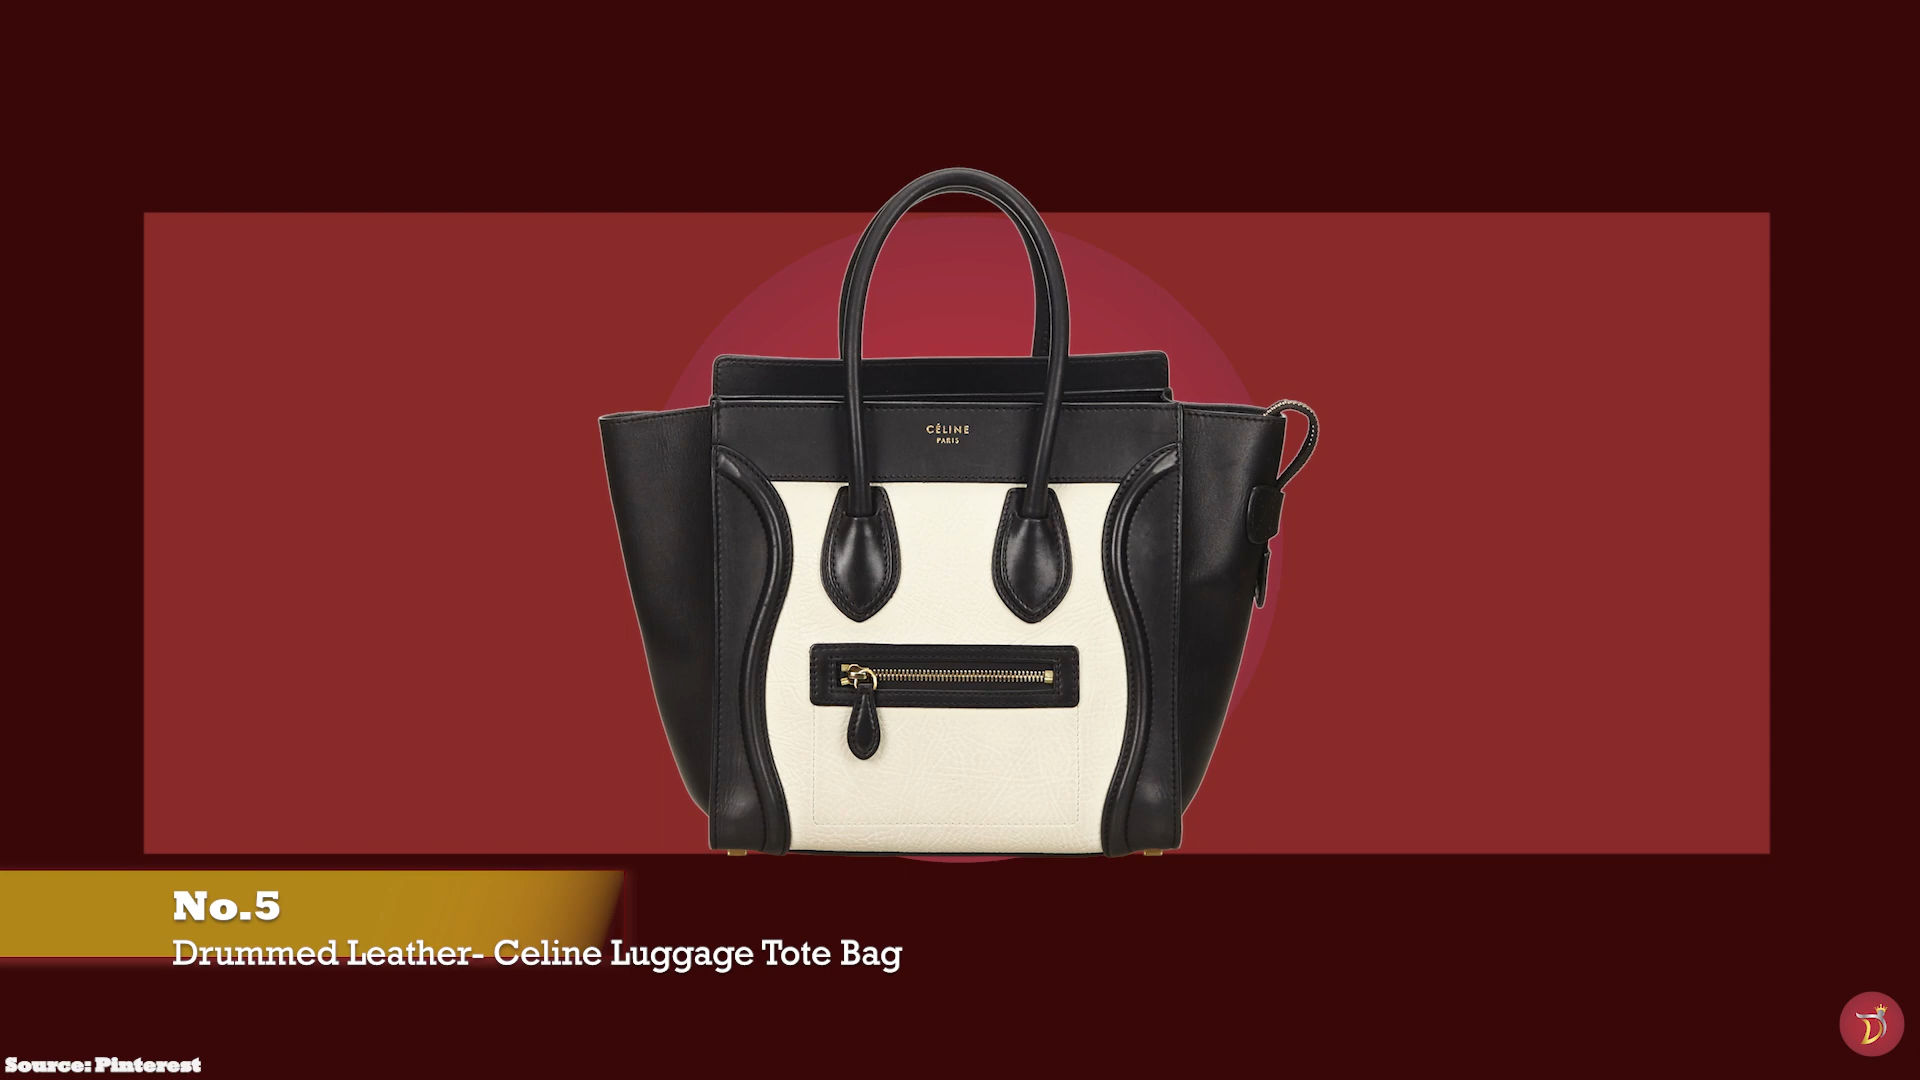 CÉLINE
PARIS
No.5
Drummed Leather- Celine Luggage Tote Bag
Source: Pinterest